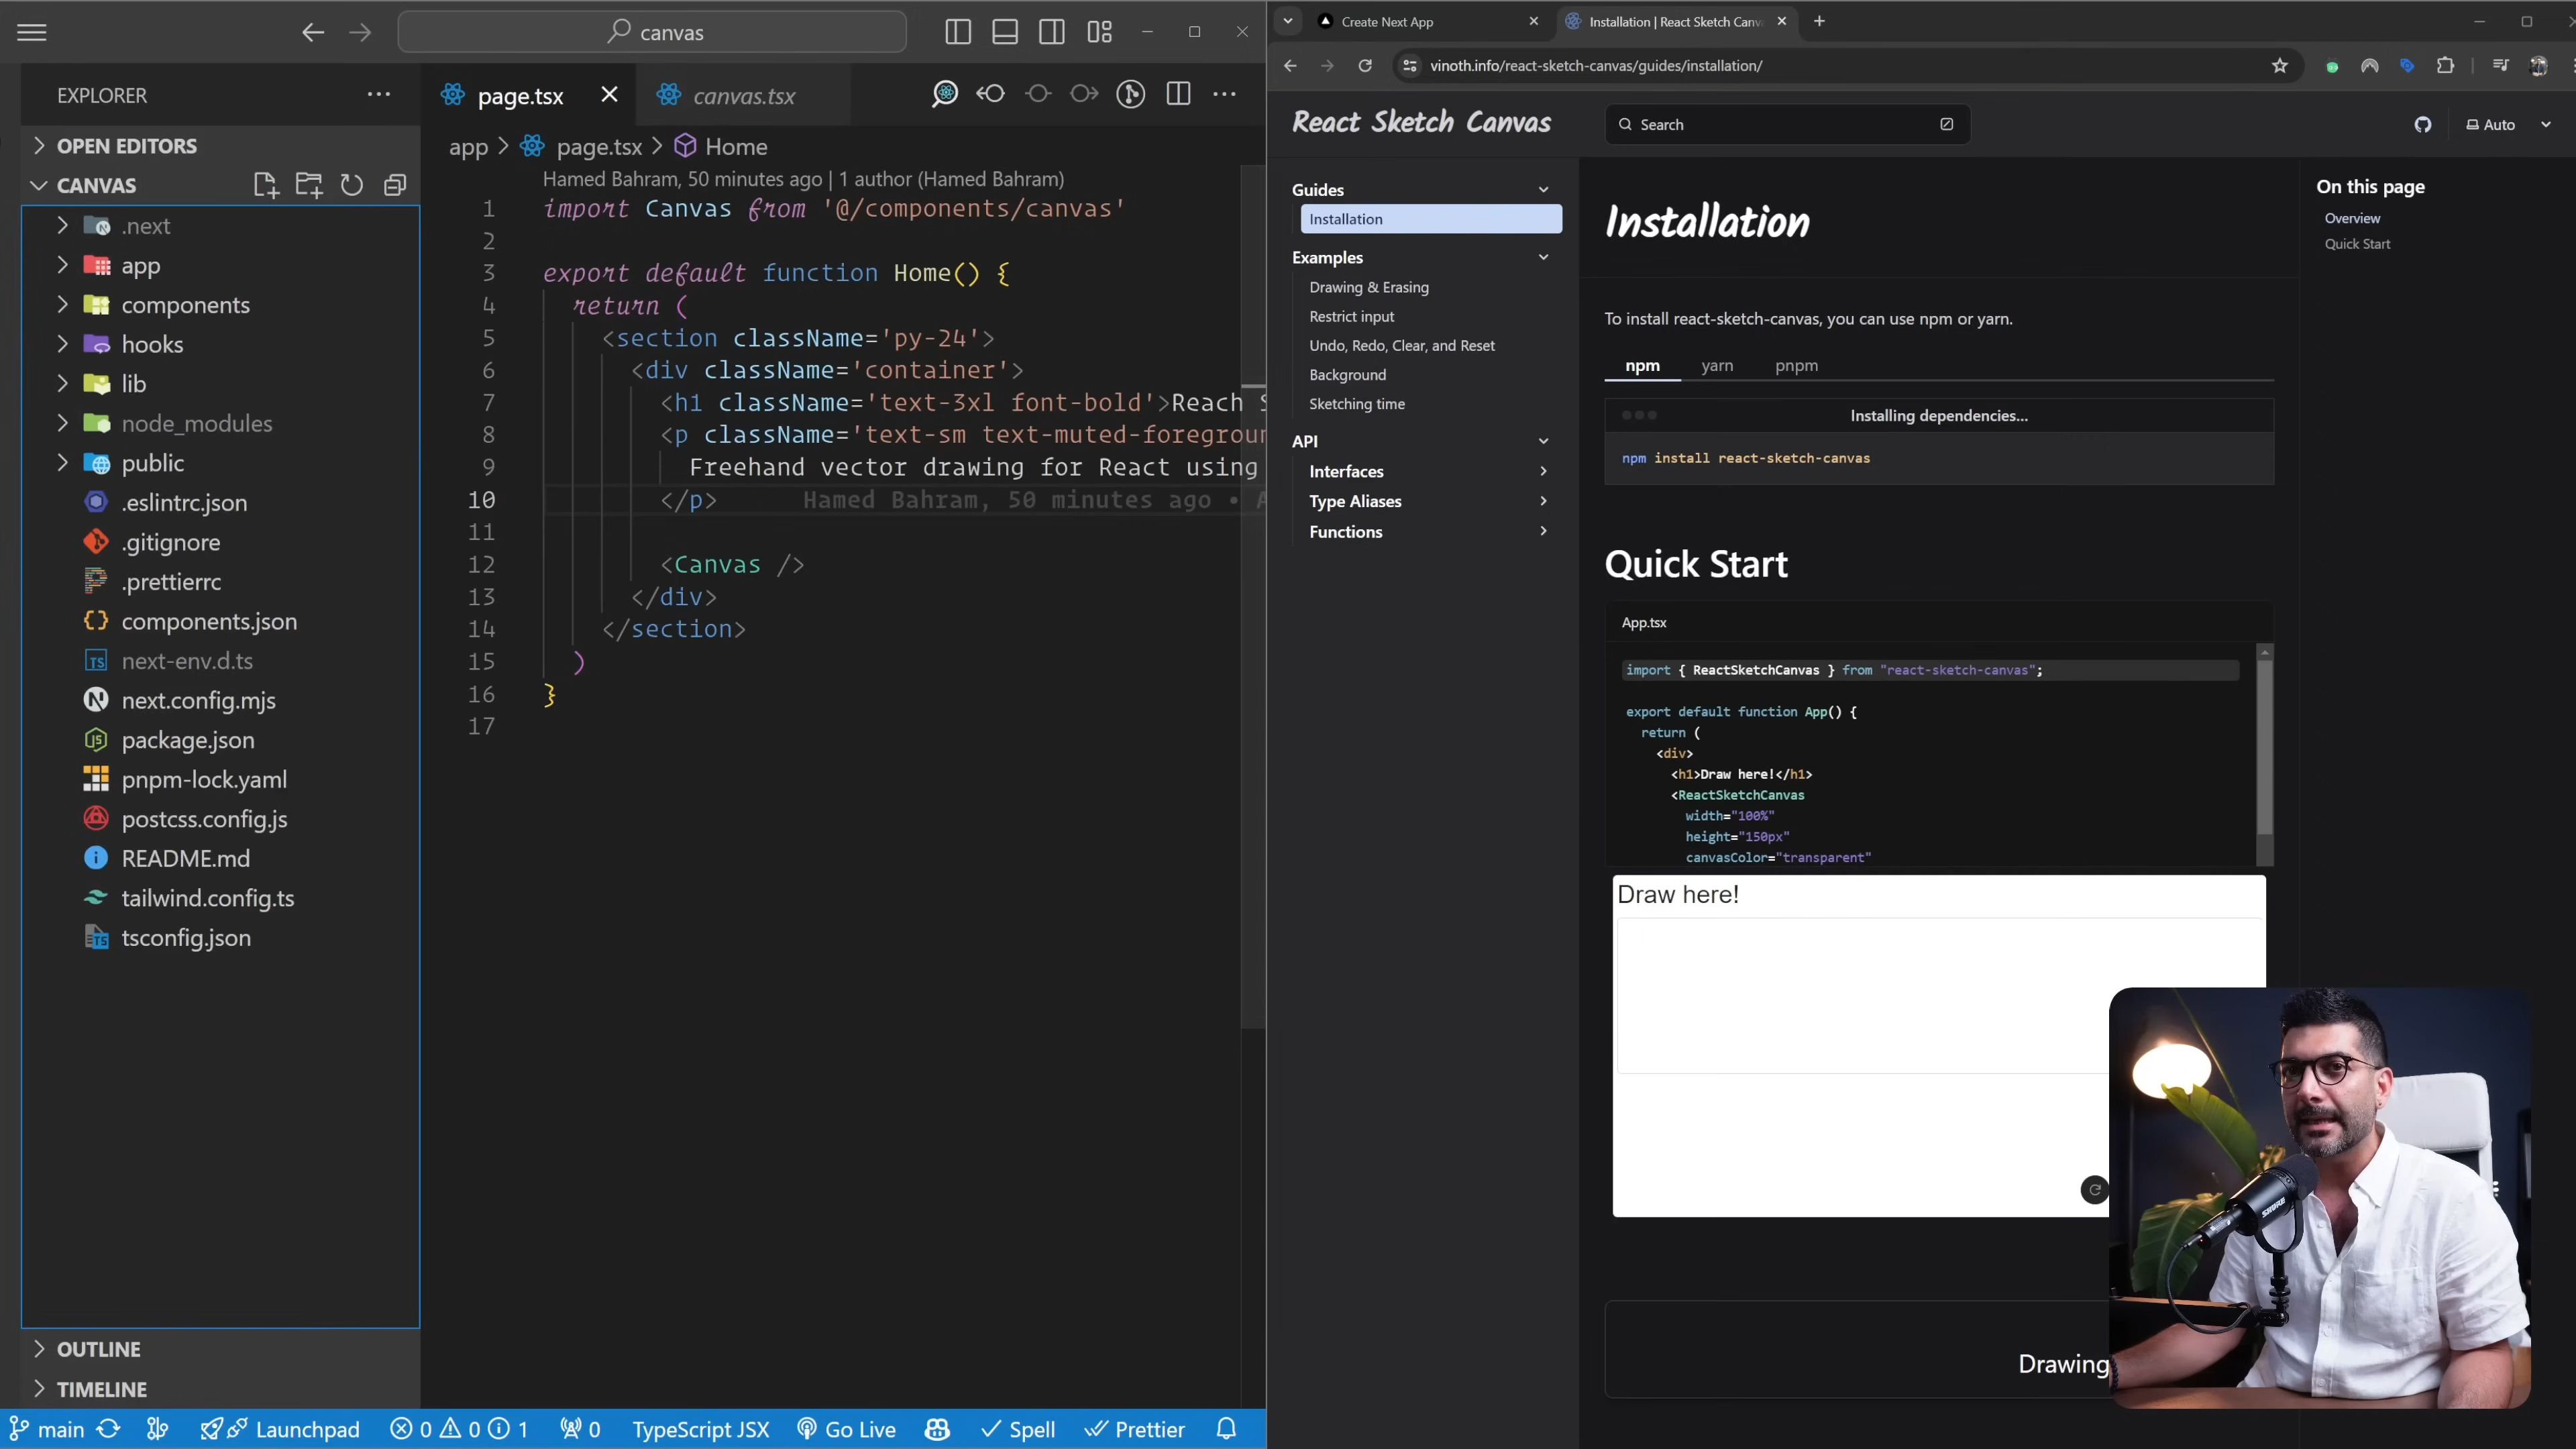 canvas
EXPLORER
OPEN EDITORS
CANVAS
.next
app
components
hooks
lib
node_modules
public
.eslintrc.json
.gitignore
.prettierrc
components.json
next-env.d.ts
next.config.mjs
package.json
pnpm-lock.yaml
postcss.config.js
README.md
tailwind.config.ts
tsconfig.json
OUTLINE
TIMELINE
page.tsx
canvas.tsx
app > page.tsx > Home
Hamed Bahram, 50 minutes ago | 1 author (Hamed Bahram)
1 import Canvas from '@/components/canvas'
2
3 export default function Home() {
4 return (
5 <section className='py-24'>
6 <div className='container'>
7 <h1 className='text-3xl font-bold'>Reach S
8 <p className='text-sm text-muted-foregroun
9 Freehand vector drawing for React using
10 </p> Hamed Bahram, 50 minutes ago • A
11
12 <Canvas />
13 </div>
14 </section>
15 )
16 }
17
main Launchpad 0 0 1 0 TypeScript JSX Go Live Spell Prettier
Create Next App
Installation | React Sketch Canv
vinoth.info/react-sketch-canvas/guides/installation/
React Sketch Canvas
Search
Auto
Guides
Installation
Examples
Drawing & Erasing
Restrict input
Undo, Redo, Clear, and Reset
Background
Sketching time
API
Interfaces
Type Aliases
Functions
Installation
To install react-sketch-canvas, you can use npm or yarn.
npm yarn pnpm
Installing dependencies...
npm install react-sketch-canvas
Quick Start
App.tsx
import { ReactSketchCanvas } from "react-sketch-canvas";
export default function App() {
return (
<div>
<h1>Draw here!</h1>
<ReactSketchCanvas
width="100%"
height="150px"
canvasColor="transparent"
Draw here!
Drawing
On this page
Overview
Quick Start
SHURE